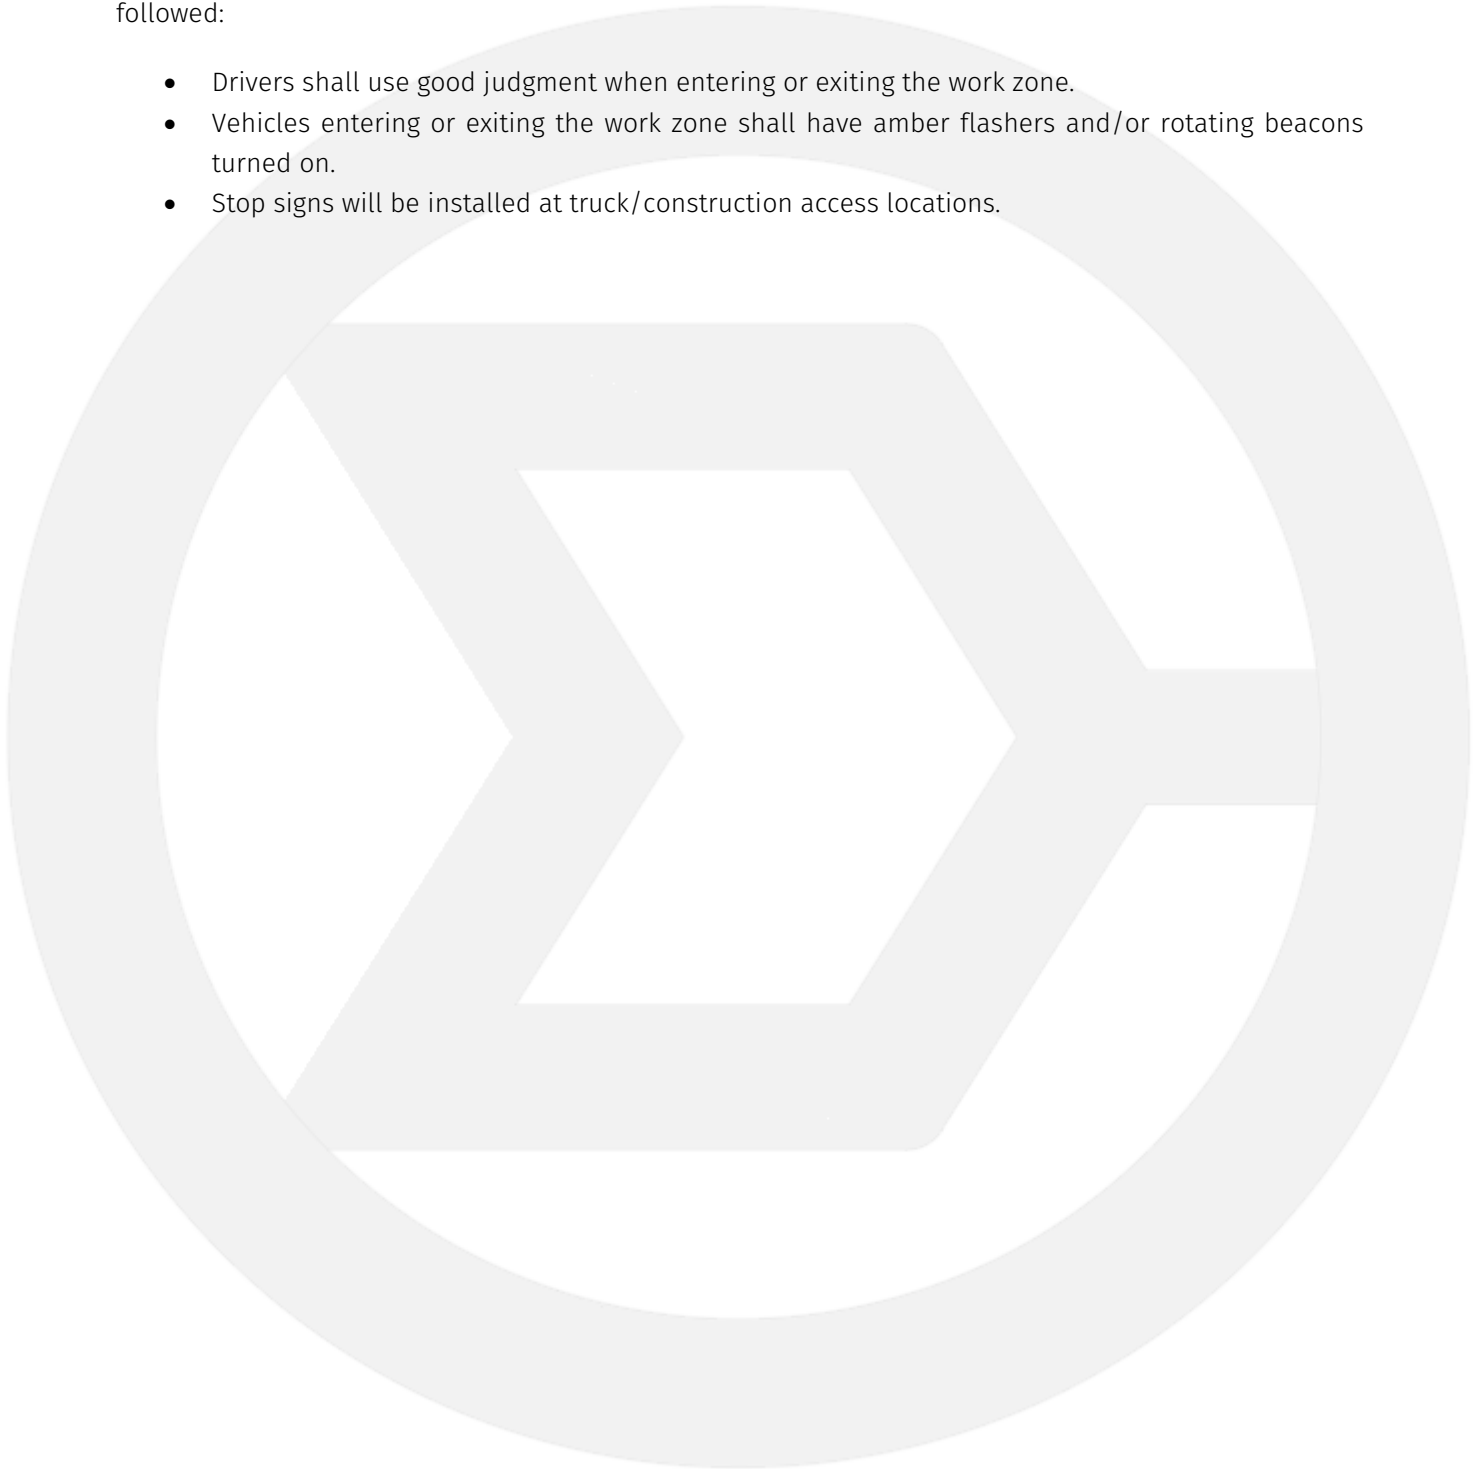 followed:
• Drivers shall use good judgment when entering or exiting the work zone.
• Vehicles entering or exiting the work zone shall have amber flashers and/or rotating beacons
turned on.
• Stop signs will be installed at truck/construction access locations.